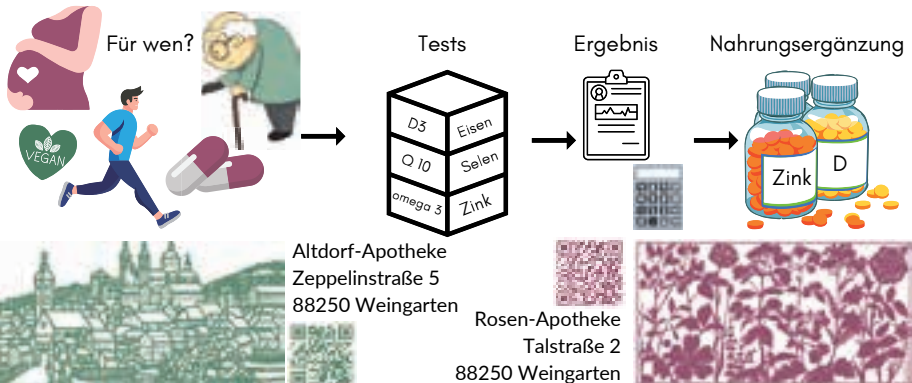 Für wen?
Tests
Ergebnis
Nahrungsergänzung
VEGAN
D3
Eisen
Q 10
Selen
omega 3
Zink
Zink
D
Altdorf-Apotheke
Zeppelinstraße 5
88250 Weingarten
Rosen-Apotheke
Talstraße 2
88250 Weingarten